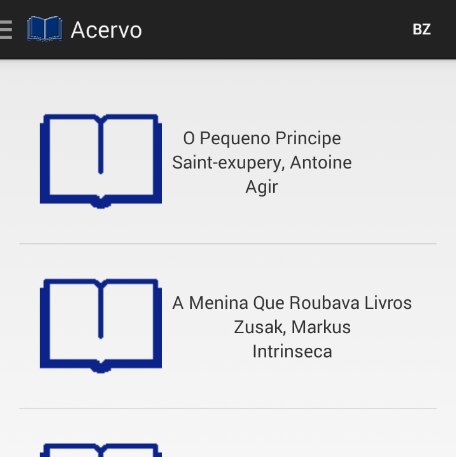 Acervo
BZ
O Pequeno Principe
Saint-exupery, Antoine
Agir
A Menina Que Roubava Livros
Zusak, Markus
Intrinseca